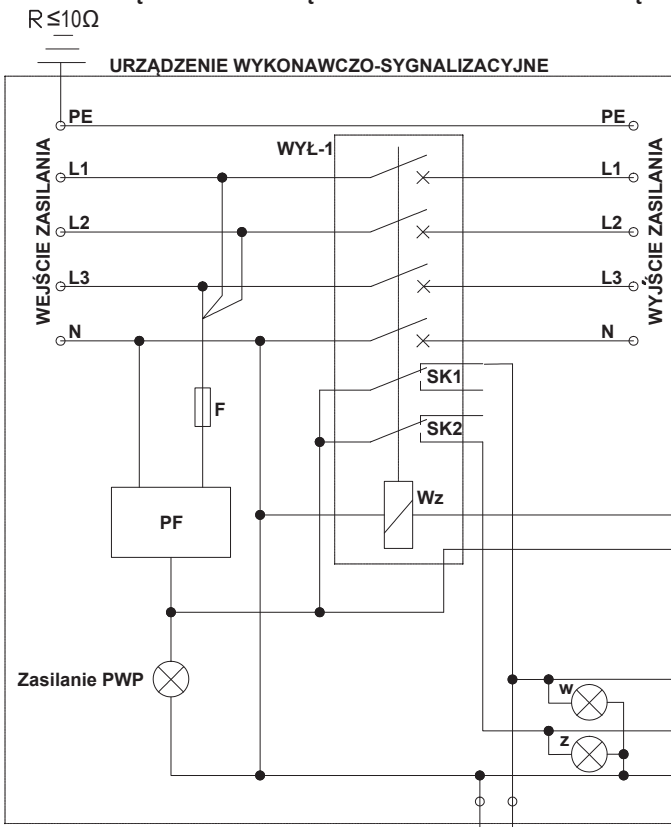 R ≤10Ω
URZĄDZENIE WYKONAWCZO-SYGNALIZACYJNE
PE PE
WYŁ-1
L1 L1
L2 L2
L3 L3
N N
WEJŚCIE ZASILANIA
WYJŚCIE ZASILANIA
SK1
F
SK2
Wz
PF
Zasilanie PWP
w
z